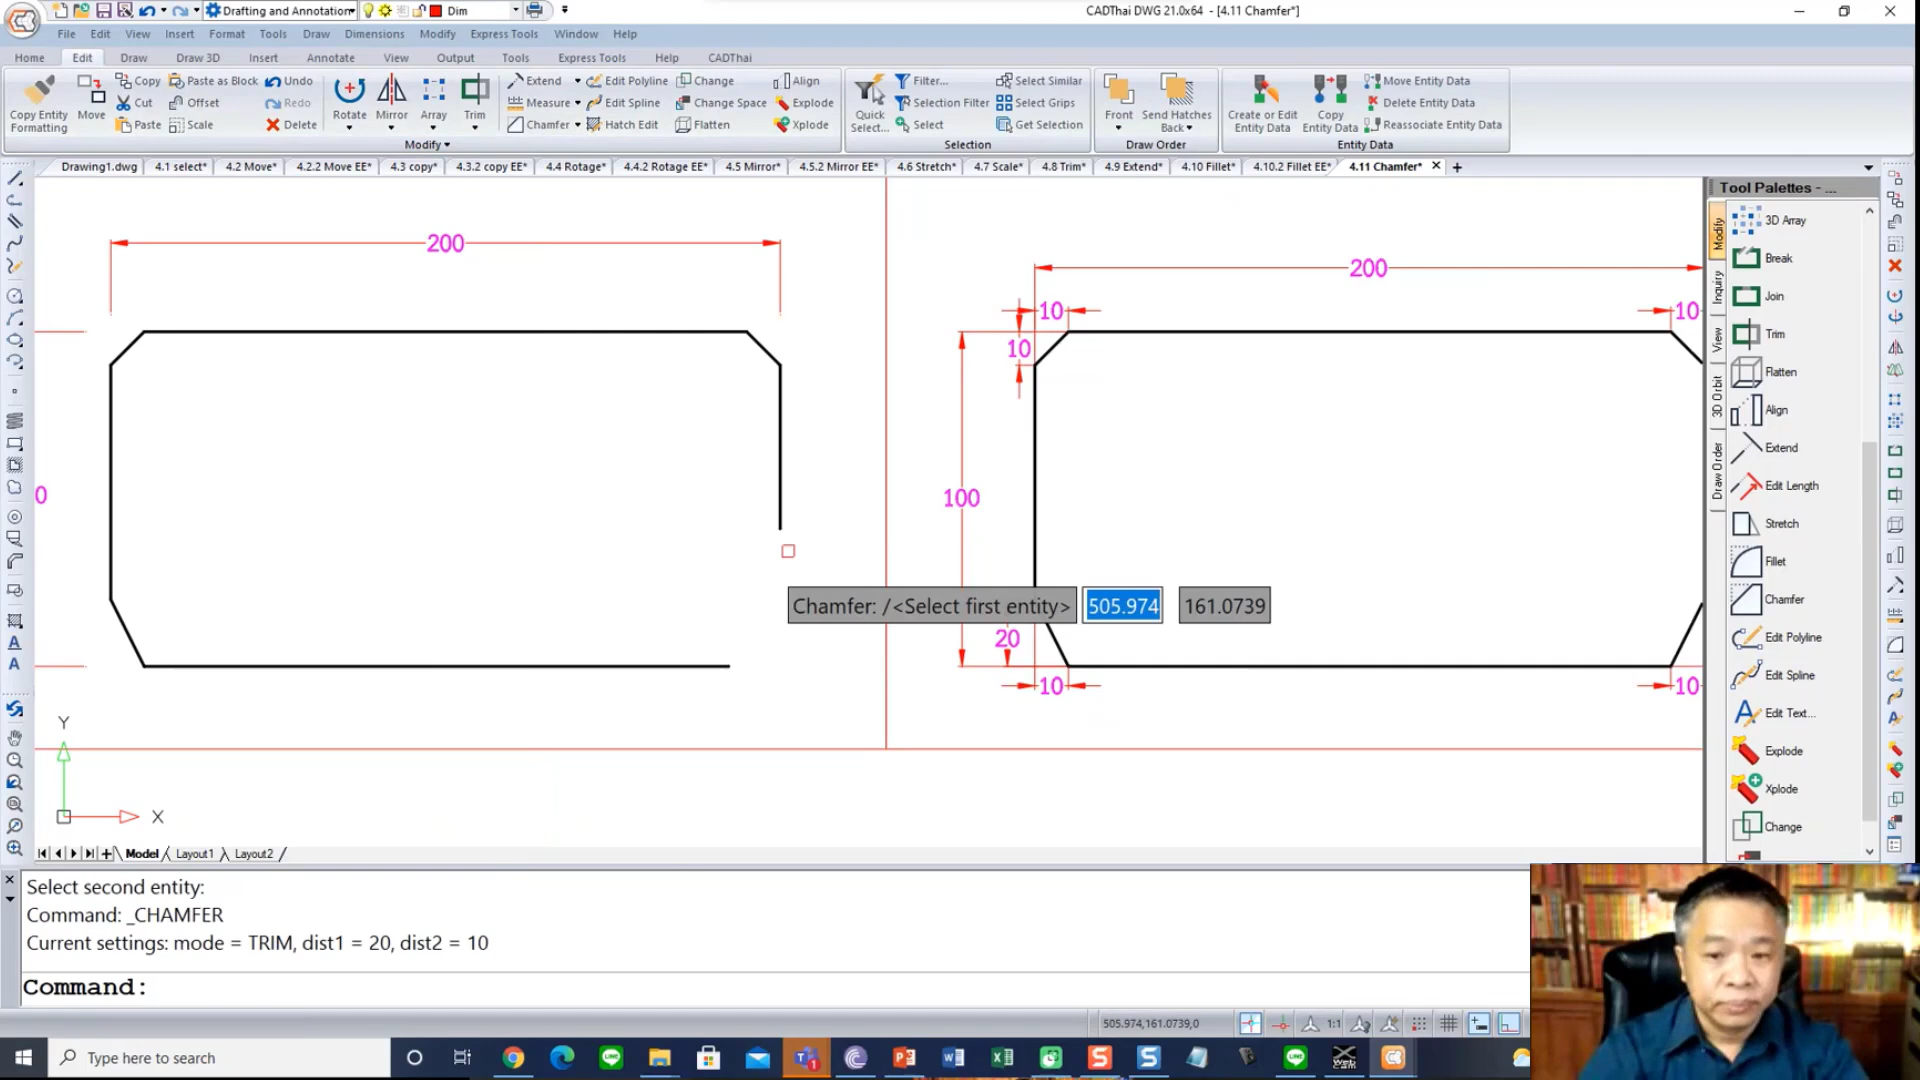 Drafting and Annotation
Dim
CADThai DWG 21.0x64 - [4.11 Chamfer*]
File Edit View Insert Format Tools Draw Dimensions Modify Express Tools Window Help
Home Edit Draw Draw 3D Insert Annotate View Output Tools Express Tools Help CADThai
Copy Entity Formatting
Move
Copy
Cut
Paste
Paste as Block
Offset
Scale
Undo
Redo
Delete
Rotate
Mirror
Array
Trim
Extend
Measure
Chamfer
Edit Polyline
Edit Spline
Hatch Edit
Change
Change Space
Flatten
Align
Explode
Xplode
Modify
Quick Select...
Filter...
Selection Filter
Select
Select Similar
Select Grips
Get Selection
Selection
Front
Send Hatches Back
Draw Order
Create or Edit Entity Data
Copy Entity Data
Move Entity Data
Delete Entity Data
Reassociate Entity Data
Entity Data
Drawing1.dwg 4.1 select* 4.2 Move* 4.2.2 Move EE* 4.3 copy* 4.3.2 copy EE* 4.4 Rotage* 4.4.2 Rotage EE* 4.5 Mirror* 4.5.2 Mirror EE* 4.6 Stretch* 4.7 Scale* 4.8 Trim* 4.9 Extend* 4.10 Fillet* 4.10.2 Fillet EE* 4.11 Chamfer*
Tool Palettes - ...
Modify
Inquiry
View
3D Orbit
Draw Order
3D Array
Break
Join
Trim
Flatten
Align
Extend
Edit Length
Stretch
Fillet
Chamfer
Edit Polyline
Edit Spline
Edit Text...
Explode
Xplode
Change
200
0
200
10
10
10
100
20
10
10
Chamfer: /<Select first entity> 505.974 161.0739
Y
X
Model Layout1 Layout2
Select second entity:
Command: _CHAMFER
Current settings: mode = TRIM, dist1 = 20, dist2 = 10
Command:
505.974,161.0739,0
1:1
Type here to search